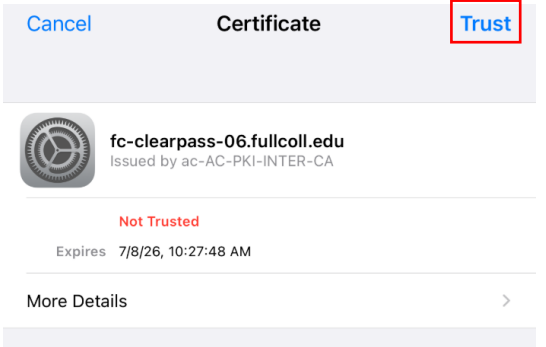 Cancel Certificate Trust
fc-clearpass-06.fullcoll.edu
Issued by ac-AC-PKI-INTER-CA
Not Trusted
Expires 7/8/26, 10:27:48 AM
More Details